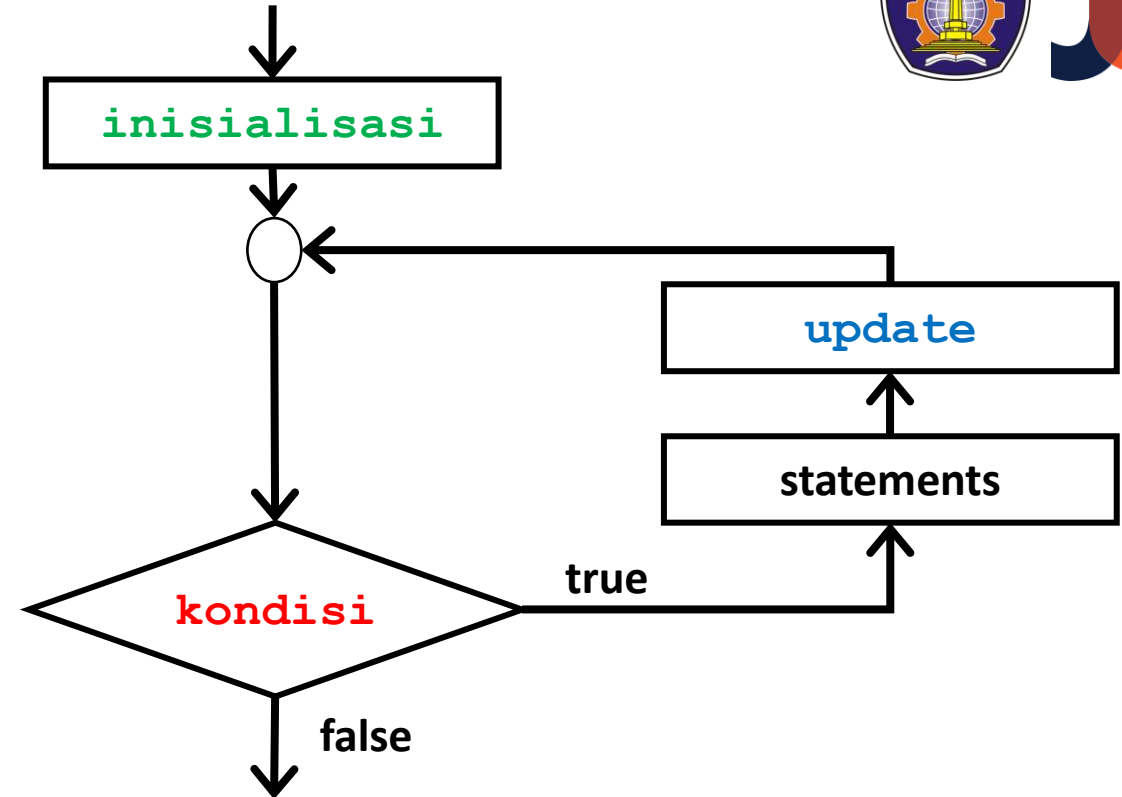 inisialisasi
update
statements
true
kondisi
false